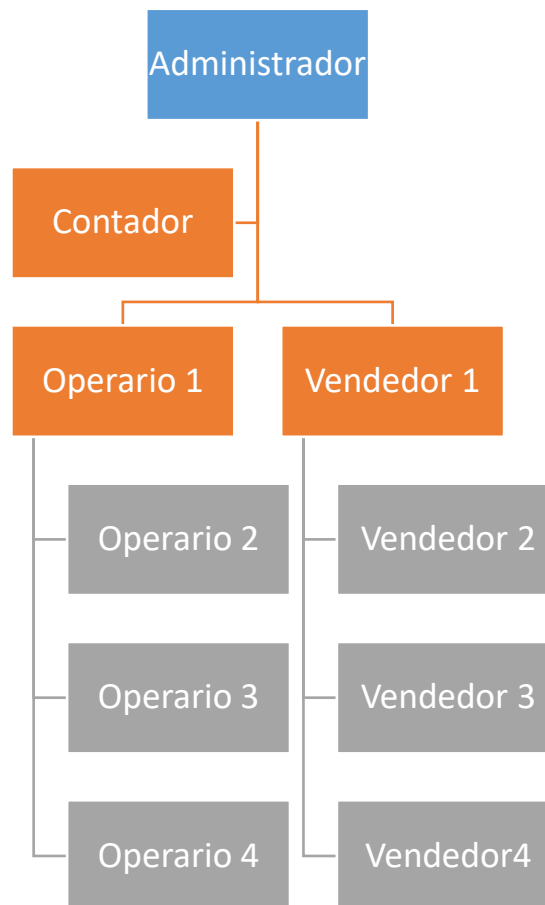 Administrador
Contador
Operario 1
Vendedor 1
Operario 2
Vendedor 2
Operario 3
Vendedor 3
Operario 4
Vendedor4